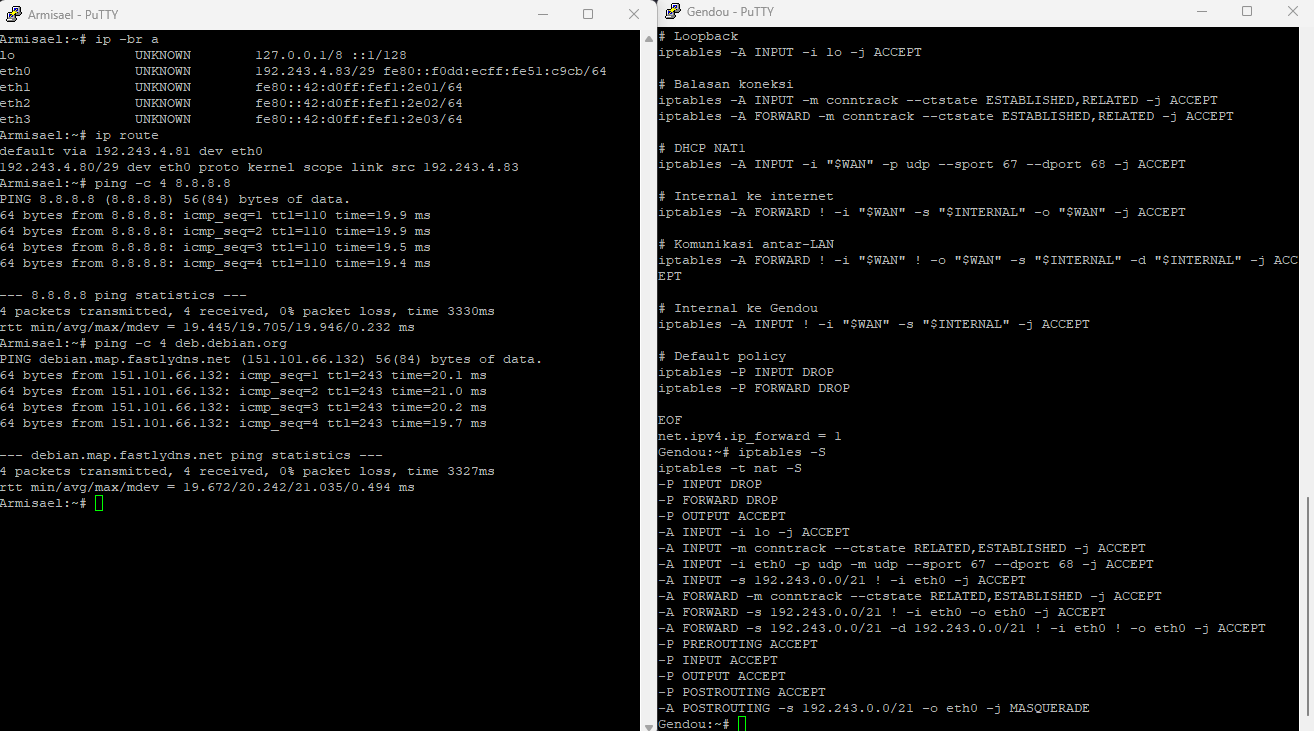 Armisael - PuTTY
Armisael:~# ip -br a
lo               UNKNOWN        127.0.0.1/8 ::1/128
eth0             UNKNOWN        192.243.4.83/29 fe80::f0dd:ecff:fe51:c9cb/64
eth1             UNKNOWN        fe80::42:d0ff:fef1:2e01/64
eth2             UNKNOWN        fe80::42:d0ff:fef1:2e02/64
eth3             UNKNOWN        fe80::42:d0ff:fef1:2e03/64
Armisael:~# ip route
default via 192.243.4.81 dev eth0
192.243.4.80/29 dev eth0 proto kernel scope link src 192.243.4.83
Armisael:~# ping -c 4 8.8.8.8
PING 8.8.8.8 (8.8.8.8) 56(84) bytes of data.
64 bytes from 8.8.8.8: icmp_seq=1 ttl=110 time=19.9 ms
64 bytes from 8.8.8.8: icmp_seq=2 ttl=110 time=19.9 ms
64 bytes from 8.8.8.8: icmp_seq=3 ttl=110 time=19.5 ms
64 bytes from 8.8.8.8: icmp_seq=4 ttl=110 time=19.4 ms
--- 8.8.8.8 ping statistics ---
4 packets transmitted, 4 received, 0% packet loss, time 3330ms
rtt min/avg/max/mdev = 19.445/19.705/19.946/0.232 ms
Armisael:~# ping -c 4 deb.debian.org
PING debian.map.fastlydns.net (151.101.66.132) 56(84) bytes of data.
64 bytes from 151.101.66.132: icmp_seq=1 ttl=243 time=20.1 ms
64 bytes from 151.101.66.132: icmp_seq=2 ttl=243 time=21.0 ms
64 bytes from 151.101.66.132: icmp_seq=3 ttl=243 time=20.2 ms
64 bytes from 151.101.66.132: icmp_seq=4 ttl=243 time=19.7 ms
--- debian.map.fastlydns.net ping statistics ---
4 packets transmitted, 4 received, 0% packet loss, time 3327ms
rtt min/avg/max/mdev = 19.672/20.242/21.035/0.494 ms
Armisael:~#
Gendou - PuTTY
# Loopback
iptables -A INPUT -i lo -j ACCEPT
# Balasan koneksi
iptables -A INPUT -m conntrack --ctstate ESTABLISHED,RELATED -j ACCEPT
iptables -A FORWARD -m conntrack --ctstate ESTABLISHED,RELATED -j ACCEPT
# DHCP NAT1
iptables -A INPUT -i "$WAN" -p udp --sport 67 --dport 68 -j ACCEPT
# Internal ke internet
iptables -A FORWARD ! -i "$WAN" -s "$INTERNAL" -o "$WAN" -j ACCEPT
# Komunikasi antar-LAN
iptables -A FORWARD ! -i "$WAN" ! -o "$WAN" -s "$INTERNAL" -d "$INTERNAL" -j ACC
EPT
# Internal ke Gendou
iptables -A INPUT ! -i "$WAN" -s "$INTERNAL" -j ACCEPT
# Default policy
iptables -P INPUT DROP
iptables -P FORWARD DROP
EOF
net.ipv4.ip_forward = 1
Gendou:~# iptables -S
iptables -t nat -S
-P INPUT DROP
-P FORWARD DROP
-P OUTPUT ACCEPT
-A INPUT -i lo -j ACCEPT
-A INPUT -m conntrack --ctstate RELATED,ESTABLISHED -j ACCEPT
-A INPUT -i eth0 -p udp -m udp --sport 67 --dport 68 -j ACCEPT
-A INPUT -s 192.243.0.0/21 ! -i eth0 -j ACCEPT
-A FORWARD -m conntrack --ctstate RELATED,ESTABLISHED -j ACCEPT
-A FORWARD -s 192.243.0.0/21 ! -i eth0 -o eth0 -j ACCEPT
-A FORWARD -s 192.243.0.0/21 -d 192.243.0.0/21 ! -i eth0 ! -o eth0 -j ACCEPT
-P PREROUTING ACCEPT
-P INPUT ACCEPT
-P OUTPUT ACCEPT
-P POSTROUTING ACCEPT
-A POSTROUTING -s 192.243.0.0/21 -o eth0 -j MASQUERADE
Gendou:~#